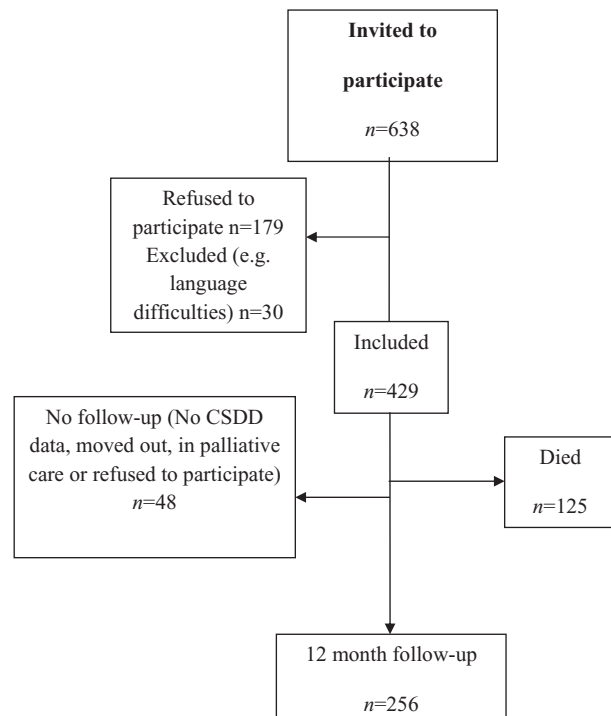 Invited to
participate
n=638
Refused to
participate n=179
Excluded (e.g.
language
difficulties) n=30
Included
n=429
No follow-up (No CSDD
data, moved out, in palliative
care or refused to participate)
n=48
Died
n=125
12 month follow-up
n=256